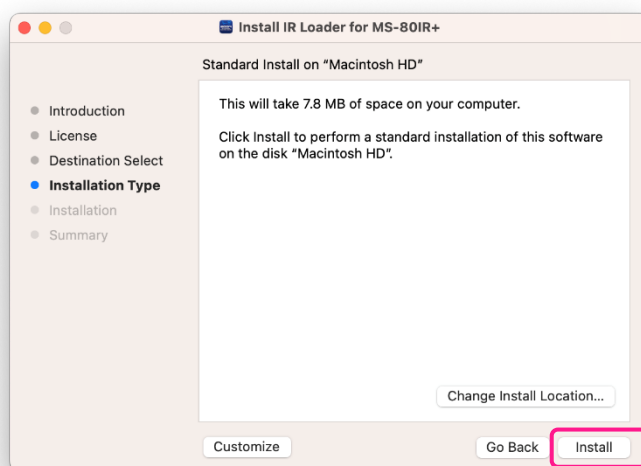 Install IR Loader for MS-80IR+
Standard Install on “Macintosh HD”
Introduction
License
Destination Select
Installation Type
Installation
Summary
This will take 7.8 MB of space on your computer.
Click Install to perform a standard installation of this software
on the disk “Macintosh HD”.
Change Install Location...
Customize
Go Back
Install